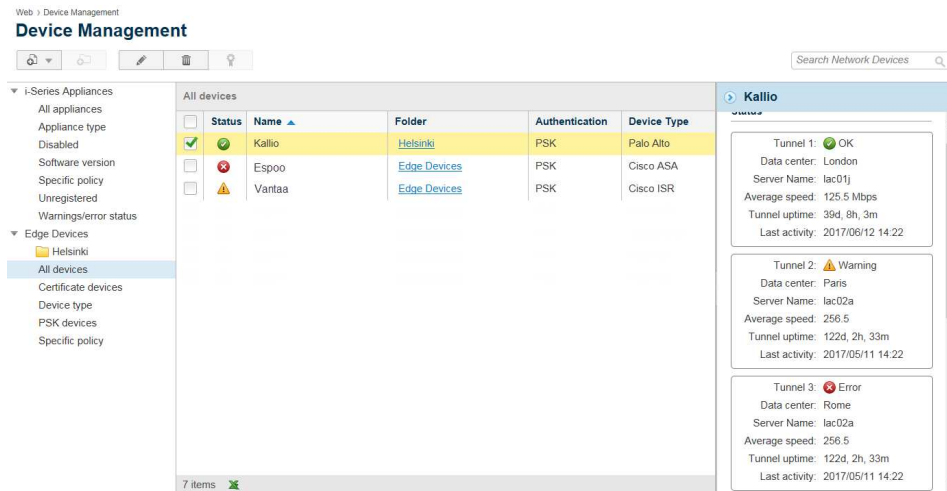 Web > Device Management
Device Management
Search Network Devices
i-Series Appliances
All appliances
Appliance type
Disabled
Software version
Specific policy
Unregistered
Warnings/error status
Edge Devices
Helsinki
All devices
Certificate devices
Device type
PSK devices
Specific policy
All devices
Status Name Folder Authentication Device Type
Kallio Helsinki PSK Palo Alto
Espoo Edge Devices PSK Cisco ASA
Vantaa Edge Devices PSK Cisco ISR
7 items
Kallio
Status
Tunnel 1: OK
Data center: London
Server Name: lac01j
Average speed: 125.5 Mbps
Tunnel uptime: 39d, 8h, 3m
Last activity: 2017/06/12 14:22
Tunnel 2: Warning
Data center: Paris
Server Name: lac02a
Average speed: 256.5
Tunnel uptime: 122d, 2h, 33m
Last activity: 2017/05/11 14:22
Tunnel 3: Error
Data center: Rome
Server Name: lac02a
Average speed: 256.5
Tunnel uptime: 122d, 2h, 33m
Last activity: 2017/05/11 14:22